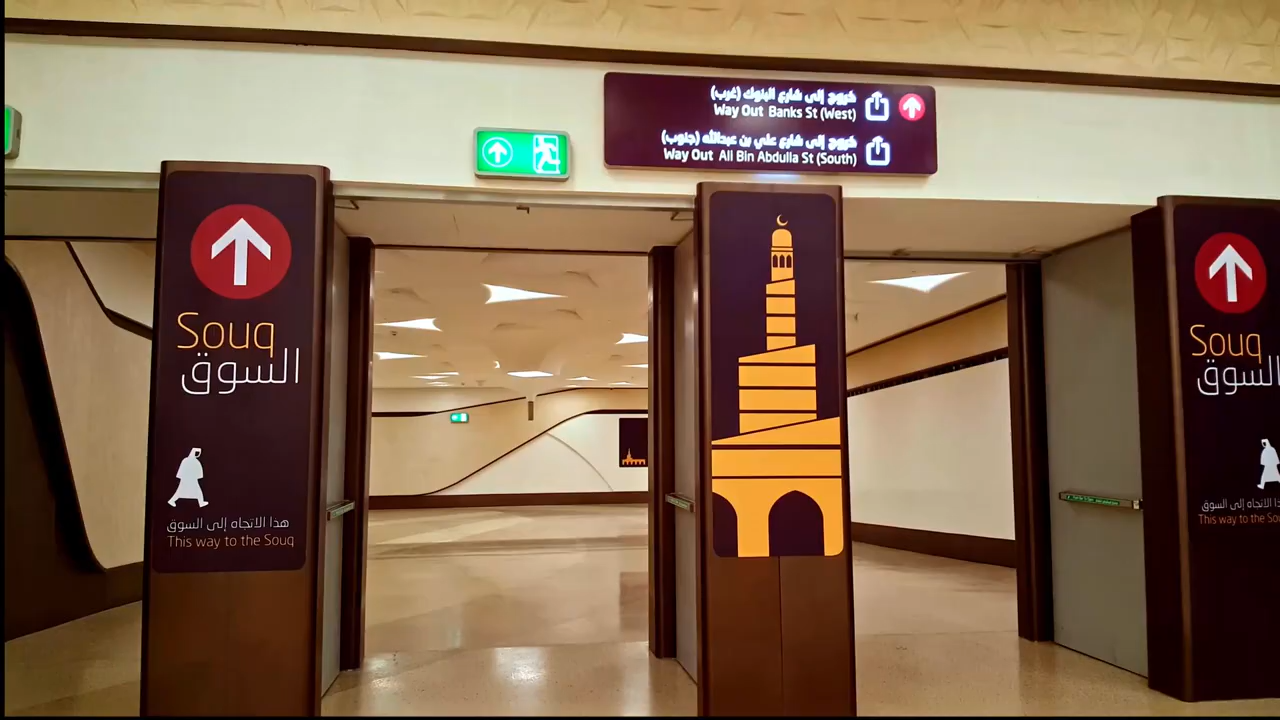 خروج إلى شارع البنوك (غرب)
Way Out Banks St (West)
خروج إلى شارع علي بن عبدالله (جنوب)
Way Out Ali Bin Abdulla St (South)
Souq
السوق
هذا الاتجاه إلى السوق
This way to the Souq
Souq
السوق
هذا الاتجاه إلى
This way to the